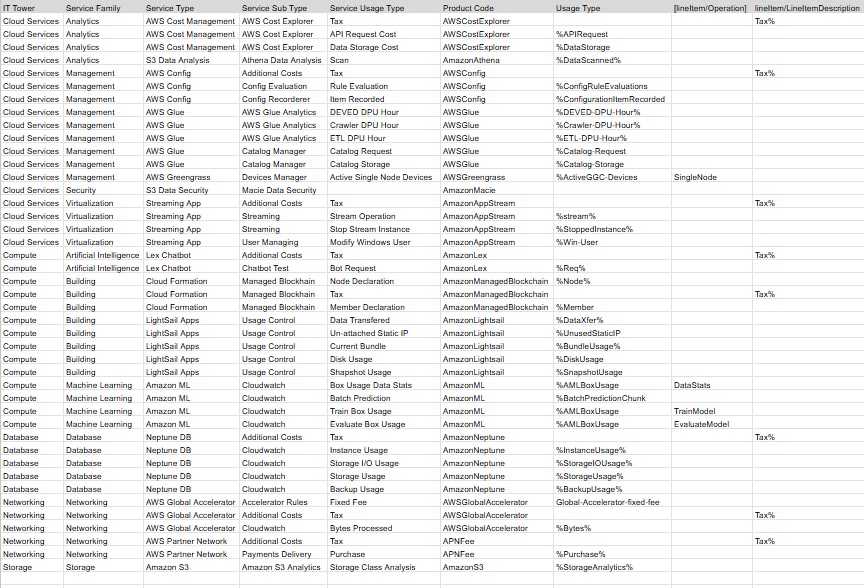 IT Tower Service Family Service Type Service Sub Type Service Usage Type Product Code Usage Type [lineItem/Operation] lineItem/LineItemDescription
Cloud Services Analytics AWS Cost Management AWS Cost Explorer Tax AWSCostExplorer Tax%
Cloud Services Analytics AWS Cost Management AWS Cost Explorer API Request Cost AWSCostExplorer %APIRequest
Cloud Services Analytics AWS Cost Management AWS Cost Explorer Data Storage Cost AWSCostExplorer %DataStorage
Cloud Services Analytics S3 Data Analysis Athena Data Analysis Scan AmazonAthena %DataScanned%
Cloud Services Management AWS Config Additional Costs Tax AWSConfig Tax%
Cloud Services Management AWS Config Config Evaluation Rule Evaluation AWSConfig %ConfigRuleEvaluations
Cloud Services Management AWS Config Config Recorderer Item Recorded AWSConfig %ConfigurationItemRecorded
Cloud Services Management AWS Glue AWS Glue Analytics DEVED DPU Hour AWSGlue %DEVED-DPU-Hour%
Cloud Services Management AWS Glue AWS Glue Analytics Crawler DPU Hour AWSGlue %Crawler-DPU-Hour%
Cloud Services Management AWS Glue AWS Glue Analytics ETL DPU Hour AWSGlue %ETL-DPU-Hour%
Cloud Services Management AWS Glue Catalog Manager Catalog Request AWSGlue %Catalog-Request
Cloud Services Management AWS Glue Catalog Manager Catalog Storage AWSGlue %Catalog-Storage
Cloud Services Management AWS Greengrass Devices Manager Active Single Node Devices AWSGreengrass %ActiveGGC-Devices SingleNode
Cloud Services Security S3 Data Security Macie Data Security AmazonMacie
Cloud Services Virtualization Streaming App Additional Costs Tax AmazonAppStream Tax%
Cloud Services Virtualization Streaming App Streaming Stream Operation AmazonAppStream %stream%
Cloud Services Virtualization Streaming App Streaming Stop Stream Instance AmazonAppStream %StoppedInstance%
Cloud Services Virtualization Streaming App User Managing Modify Windows User AmazonAppStream %Win-User
Compute Artificial Intelligence Lex Chatbot Additional Costs Tax AmazonLex Tax%
Compute Artificial Intelligence Lex Chatbot Chatbot Test Bot Request AmazonLex %Req%
Compute Building Cloud Formation Managed Blockhain Node Declaration AmazonManagedBlockchain %Node%
Compute Building Cloud Formation Managed Blockhain Tax AmazonManagedBlockchain Tax%
Compute Building Cloud Formation Managed Blockhain Member Declaration AmazonManagedBlockchain %Member
Compute Building LightSail Apps Usage Control Data Transfered AmazonLightsail %DataXfer%
Compute Building LightSail Apps Usage Control Un-attached Static IP AmazonLightsail %UnusedStaticIP
Compute Building LightSail Apps Usage Control Current Bundle AmazonLightsail %BundleUsage%
Compute Building LightSail Apps Usage Control Disk Usage AmazonLightsail %DiskUsage
Compute Building LightSail Apps Usage Control Shapshot Usage AmazonLightsail %SnapshotUsage
Compute Machine Learning Amazon ML Cloudwatch Box Usage Data Stats AmazonML %AMLBoxUsage DataStats
Compute Machine Learning Amazon ML Cloudwatch Batch Prediction AmazonML %BatchPredictionChunk
Compute Machine Learning Amazon ML Cloudwatch Train Box Usage AmazonML %AMLBoxUsage TrainModel
Compute Machine Learning Amazon ML Cloudwatch Evaluate Box Usage AmazonML %AMLBoxUsage EvaluateModel
Database Database Neptune DB Additional Costs Tax AmazonNeptune Tax%
Database Database Neptune DB Cloudwatch Instance Usage AmazonNeptune %InstanceUsage%
Database Database Neptune DB Cloudwatch Storage I/O Usage AmazonNeptune %StorageIOUsage%
Database Database Neptune DB Cloudwatch Storage Usage AmazonNeptune %StorageUsage%
Database Database Neptune DB Cloudwatch Backup Usage AmazonNeptune %BackupUsage%
Networking Networking AWS Global Accelerator Accelerator Rules Fixed Fee AWSGlobalAccelerator Global-Accelerator-fixed-fee
Networking Networking AWS Global Accelerator Additional Costs Tax AWSGlobalAccelerator Tax%
Networking Networking AWS Global Accelerator Cloudwatch Bytes Processed AWSGlobalAccelerator %Bytes%
Networking Networking AWS Partner Network Additional Costs Tax APNFee Tax%
Networking Networking AWS Partner Network Payments Delivery Purchase APNFee %Purchase%
Storage Storage Amazon S3 Amazon S3 Analytics Storage Class Analysis AmazonS3 %StorageAnalytics%